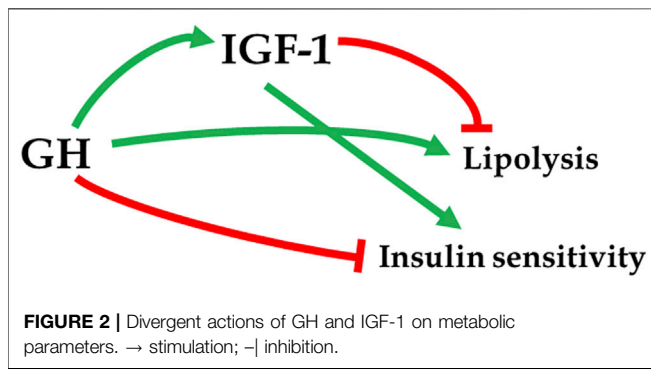 IGF-1
GH
Lipolysis
Insulin sensitivity
FIGURE 2 | Divergent actions of GH and IGF-1 on metabolic
parameters. → stimulation; –| inhibition.